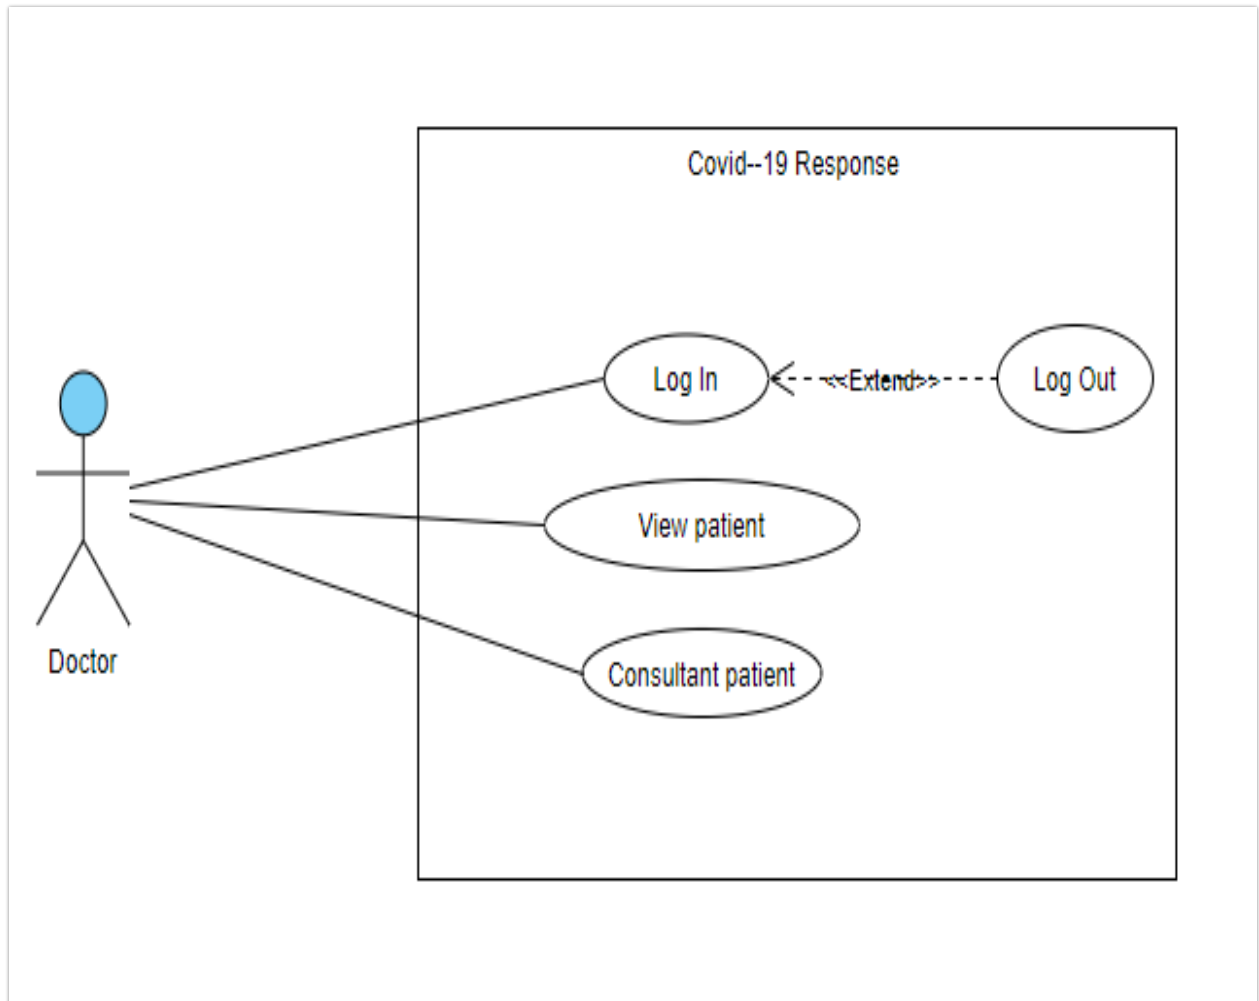 Covid--19 Response
Log In
<<Extend>>
Log Out
View patient
Doctor
Consultant patient